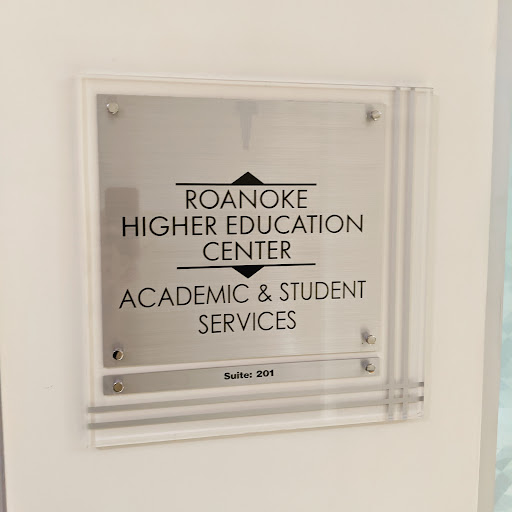 ROANOKE
HIGHER EDUCATION
CENTER
ACADEMIC & STUDENT
SERVICES
Suite: 201